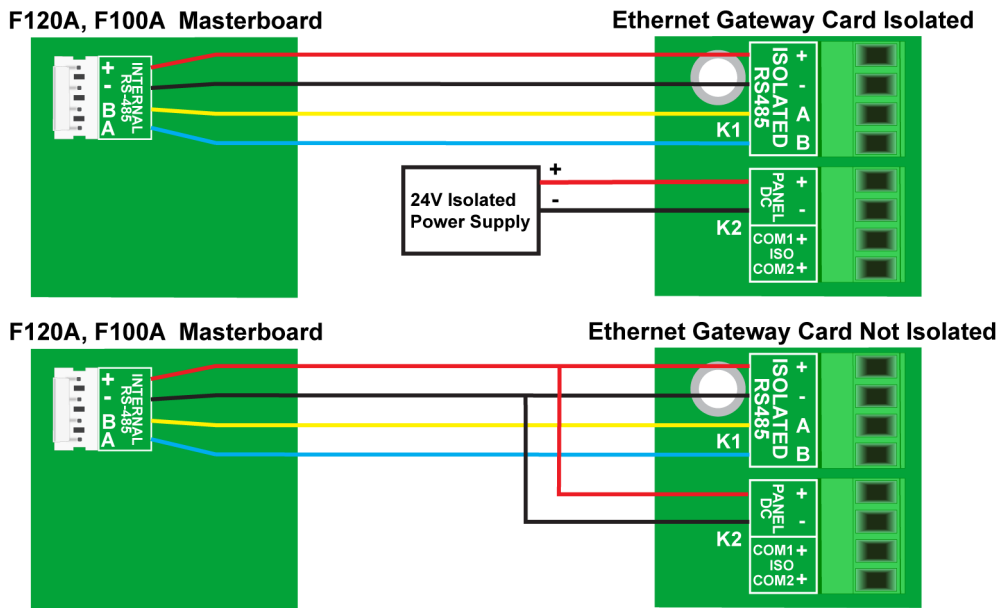 F120A, F100A  Masterboard
Ethernet Gateway Card Isolated
+
-
B
A
INTERNAL
RS-485
ISOLATED
RS485
+
-
A
B
K1
24V Isolated
Power Supply
+
-
PANEL
DC
+
-
K2
COM1+
ISO
COM2+
F120A, F100A  Masterboard
Ethernet Gateway Card Not Isolated
+
-
B
A
INTERNAL
RS-485
ISOLATED
RS485
+
-
A
B
K1
PANEL
DC
+
-
K2
COM1+
ISO
COM2+